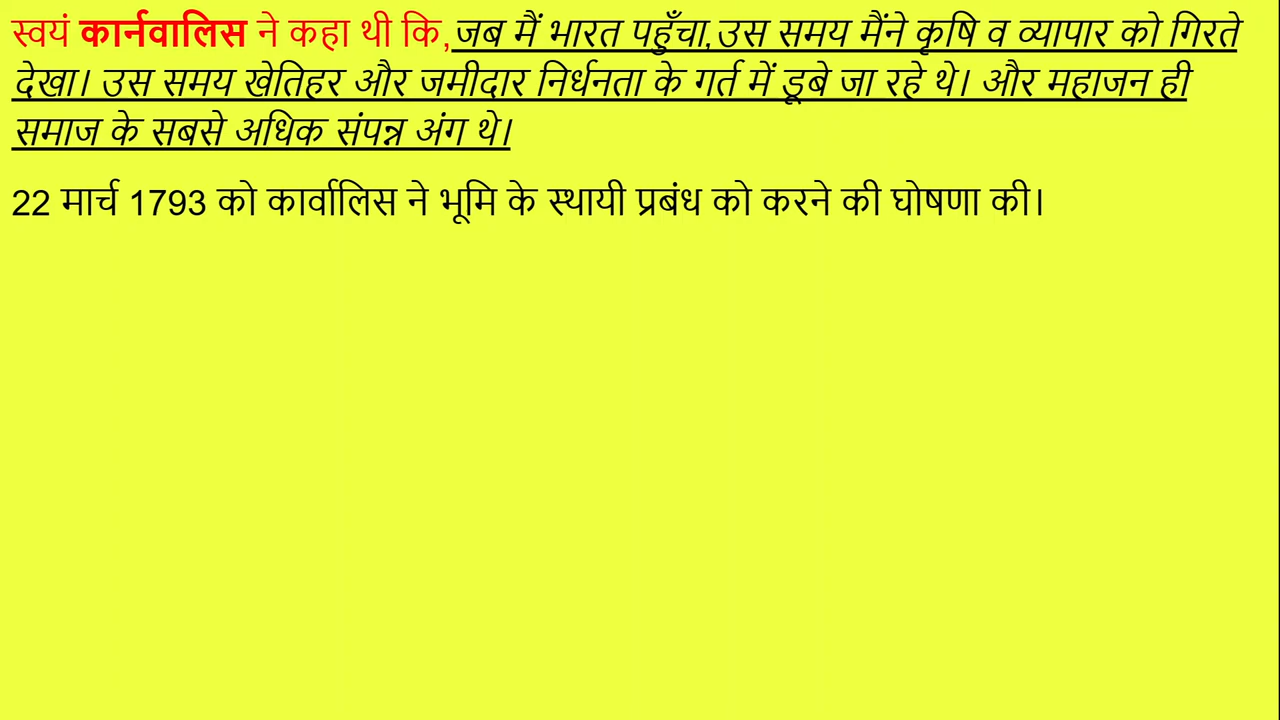 स्वयं कार्नवालिस ने कहा थी कि,जब मैं भारत पहुँचा,उस समय मैंने कृषि व व्यापार को गिरते
देखा। उस समय खेतिहर और जमीदार निर्धनता के गर्त में डूबे जा रहे थे। और महाजन ही
समाज के सबसे अधिक संपन्न अंग थे।
22 मार्च 1793 को कार्वालिस ने भूमि के स्थायी प्रबंध को करने की घोषणा की।